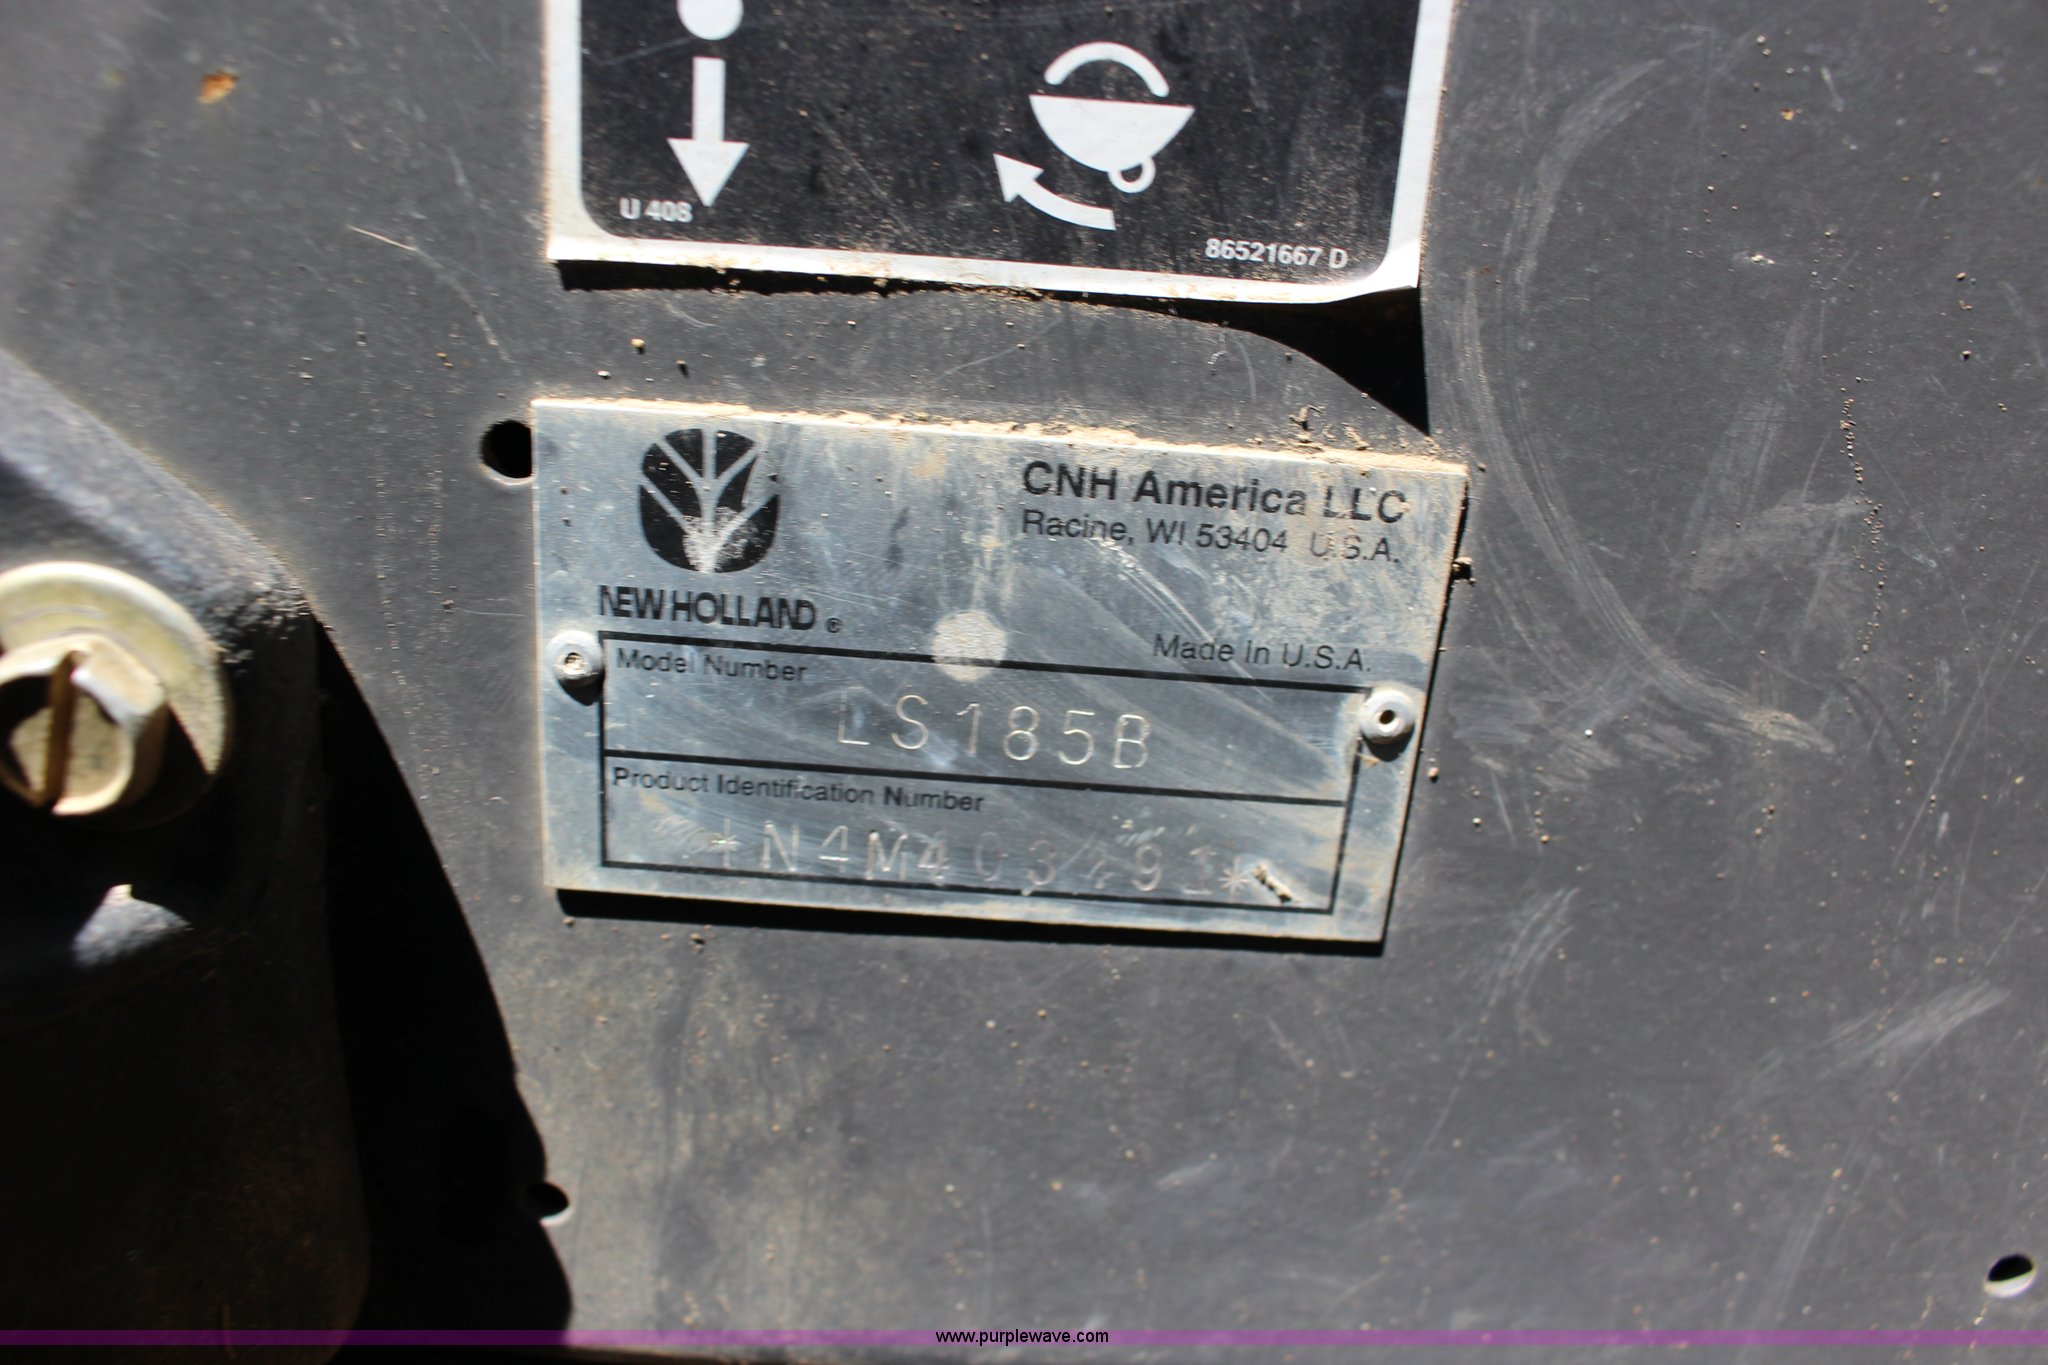 U 408
86521667 D
CNH America LLC
Racine, WI 53404 U.S.A.
NEW HOLLAND ®
Made In U.S.A.
Model Number
LS185B
Product Identification Number
www.purplewave.com